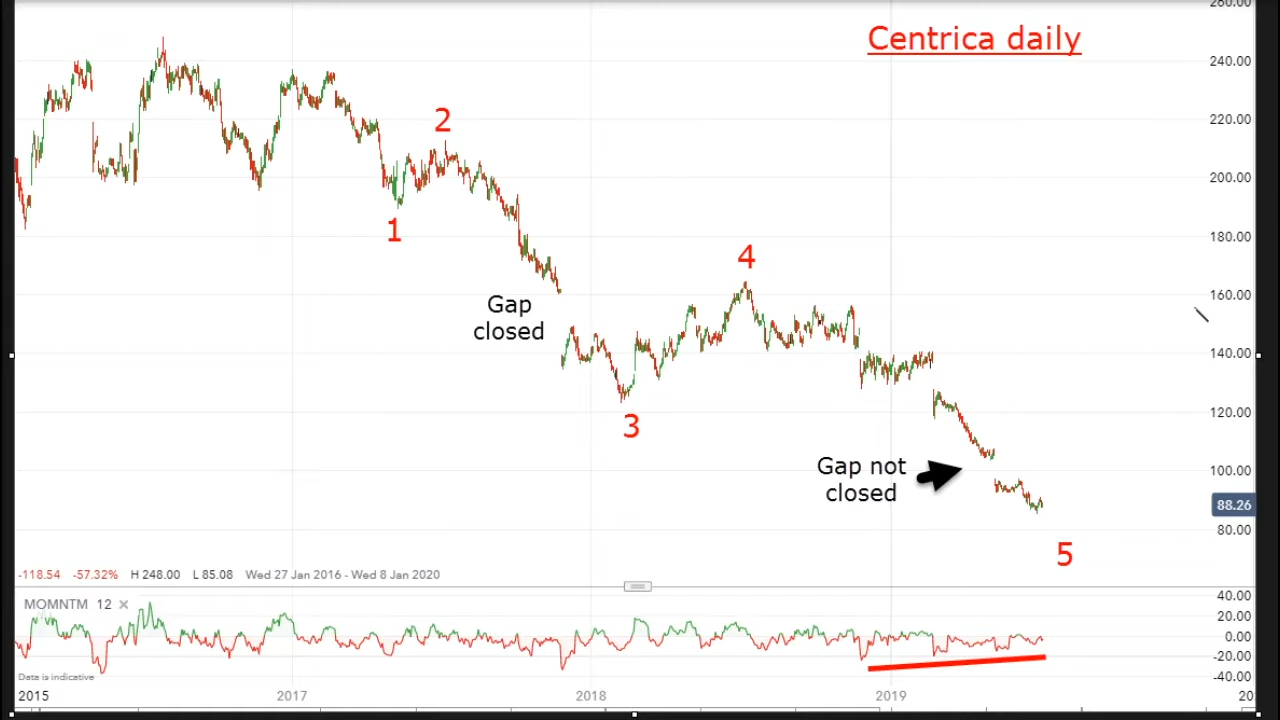 260.00
Centrica daily
240.00
220.00
2
200.00
1
180.00
4
160.00
Gap
closed
140.00
120.00
3
Gap not
closed
100.00
88.26
80.00
5
-118.54 -57.32% H 248.00 L 85.08 Wed 27 Jan 2016 - Wed 8 Jan 2020
MOMNTM 12 ×
40.00
20.00
0.00
-20.00
-40.00
Data is indicative
2015 2017 2018 2019 20